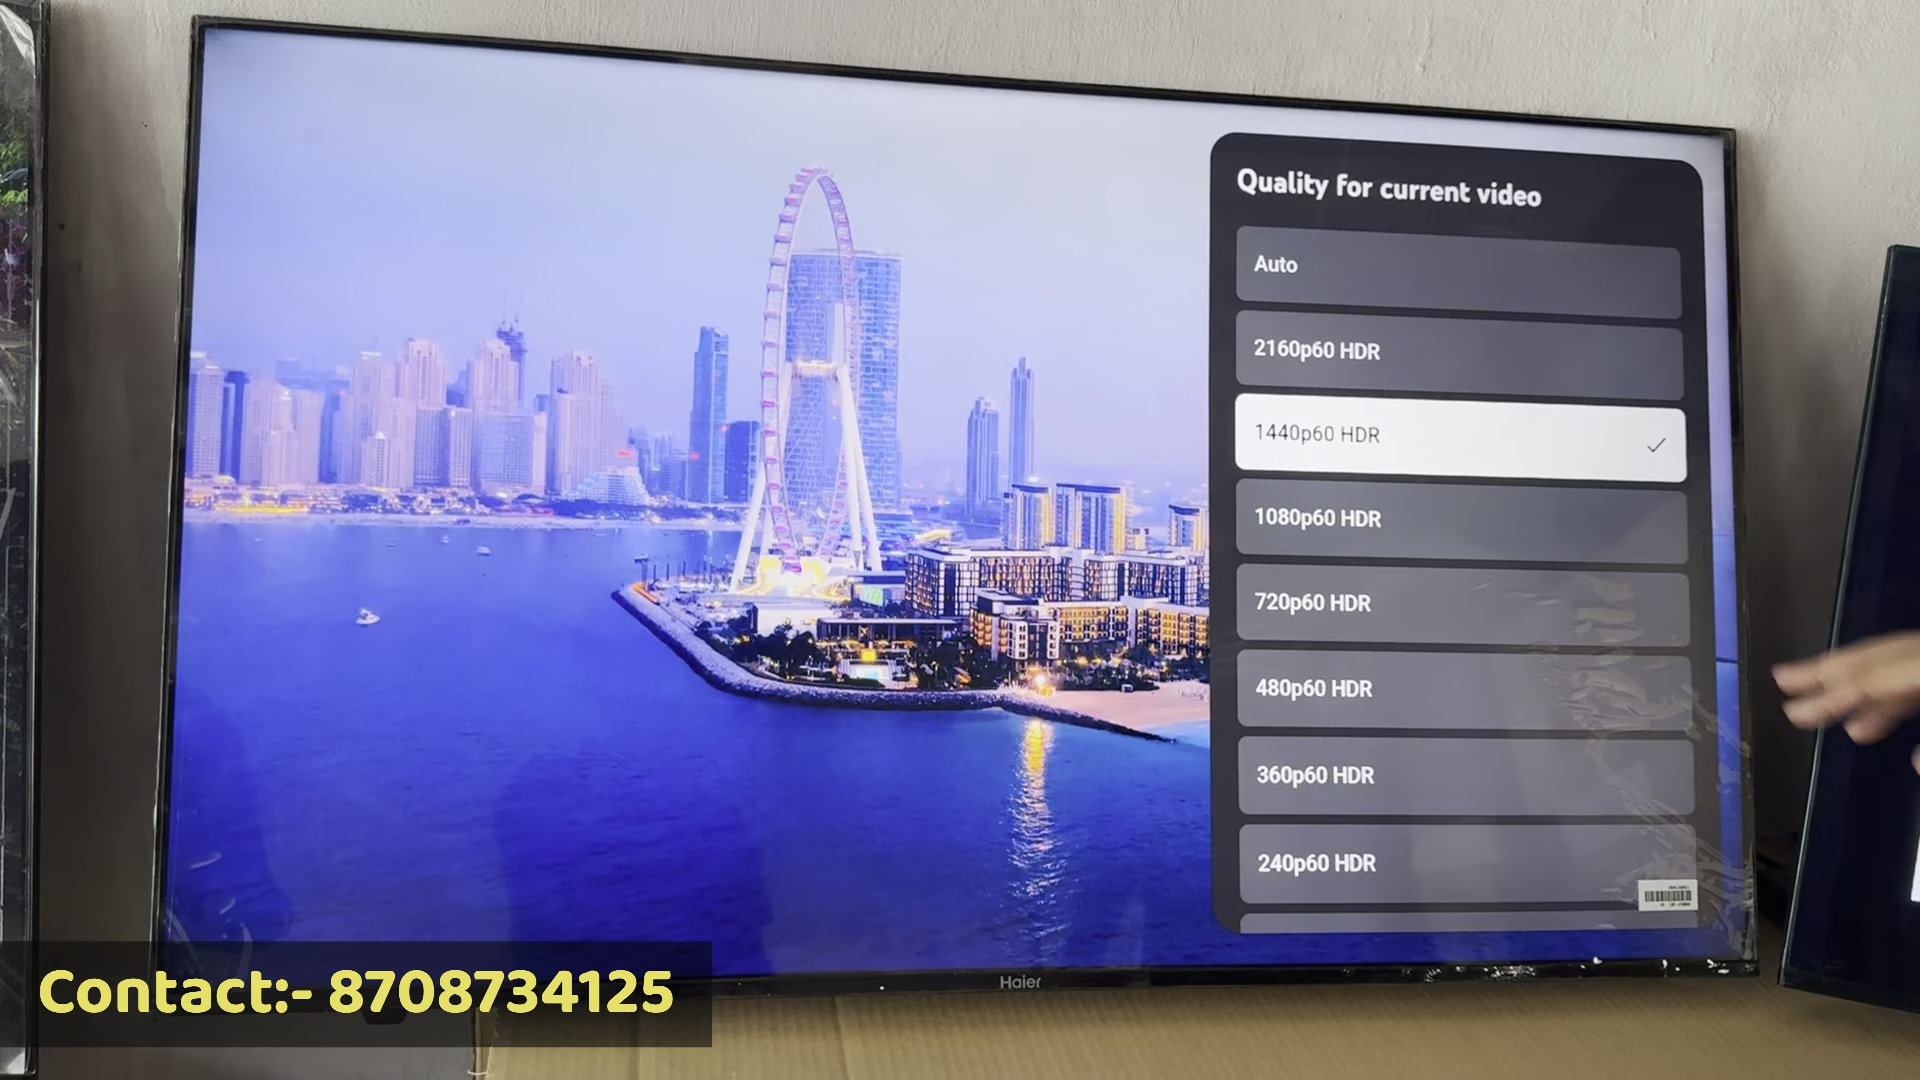 Quality for current video
Auto
2160p60 HDR
1440p60 HDR
1080p60 HDR
720p60 HDR
480p60 HDR
360p60 HDR
240p60 HDR
Haier
Contact:- 8708734125